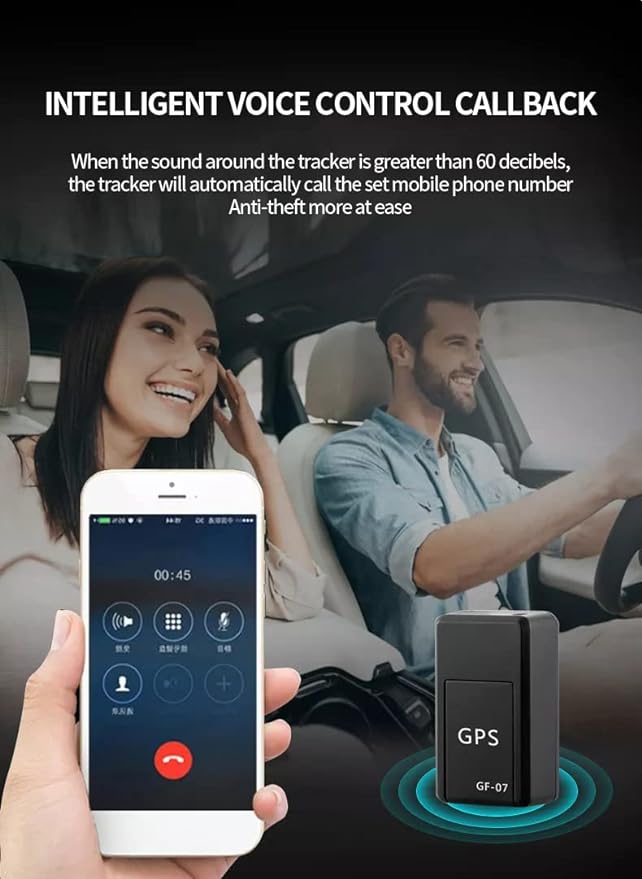 INTELLIGENT VOICE CONTROL CALLBACK
When the sound around the tracker is greater than 60 decibels,
the tracker will automatically call the set mobile phone number
Anti-theft more at ease
00:45
GPS
GF-07